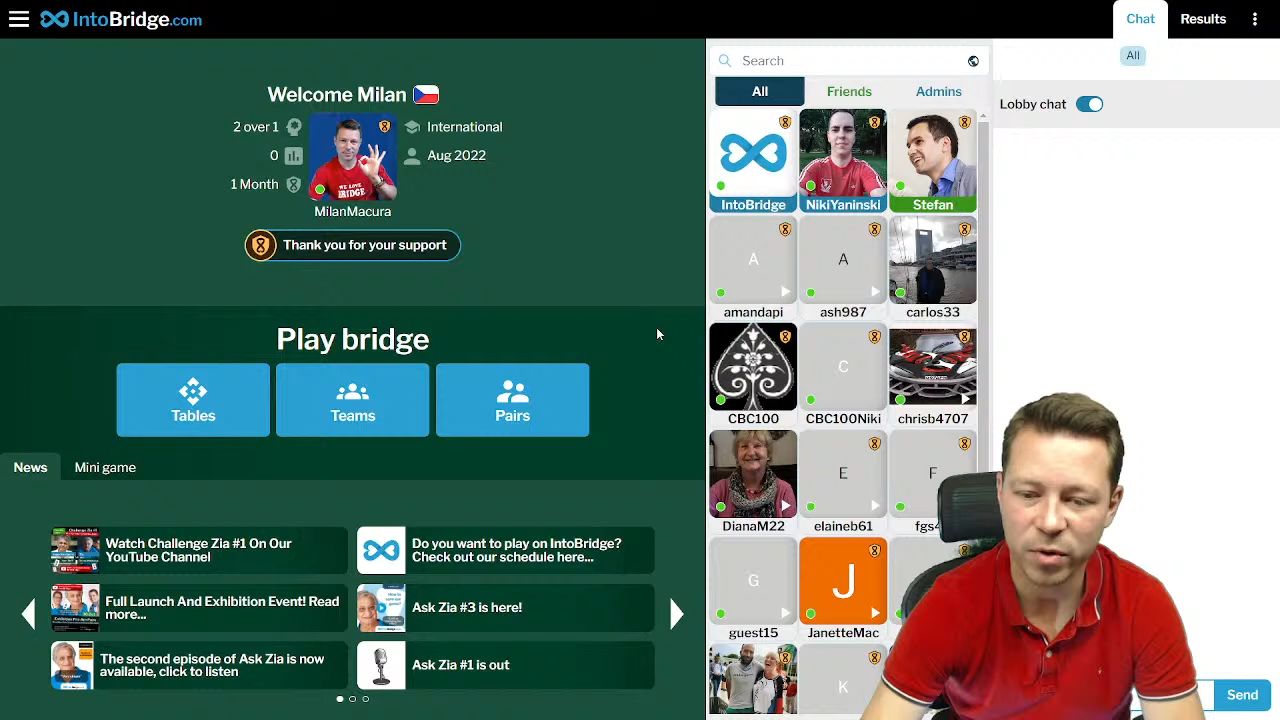 IntoBridge.com
Chat
Results
All
Search
All
Friends
Admins
Lobby chat
Welcome Milan
2 over 1
International
0
Aug 2022
1 Month
WE LOVE
BRIDGE
MilanMacura
Thank you for your support
Play bridge
Tables
Teams
Pairs
News
Mini game
Watch Challenge Zia #1 On Our
YouTube Channel
Do you want to play on IntoBridge?
Check out our schedule here...
Full Launch And Exhibition Event! Read
more...
Ask Zia #3 is here!
The second episode of Ask Zia is now
available, click to listen
Ask Zia #1 is out
IntoBridge
NikiYaninski
Stefan
A
A
amandapi
ash987
carlos33
C
CBC100
CBC100Niki
chrisb4707
E
F
DianaM22
elaineb61
G
J
guest15
JanetteMac
K
Send